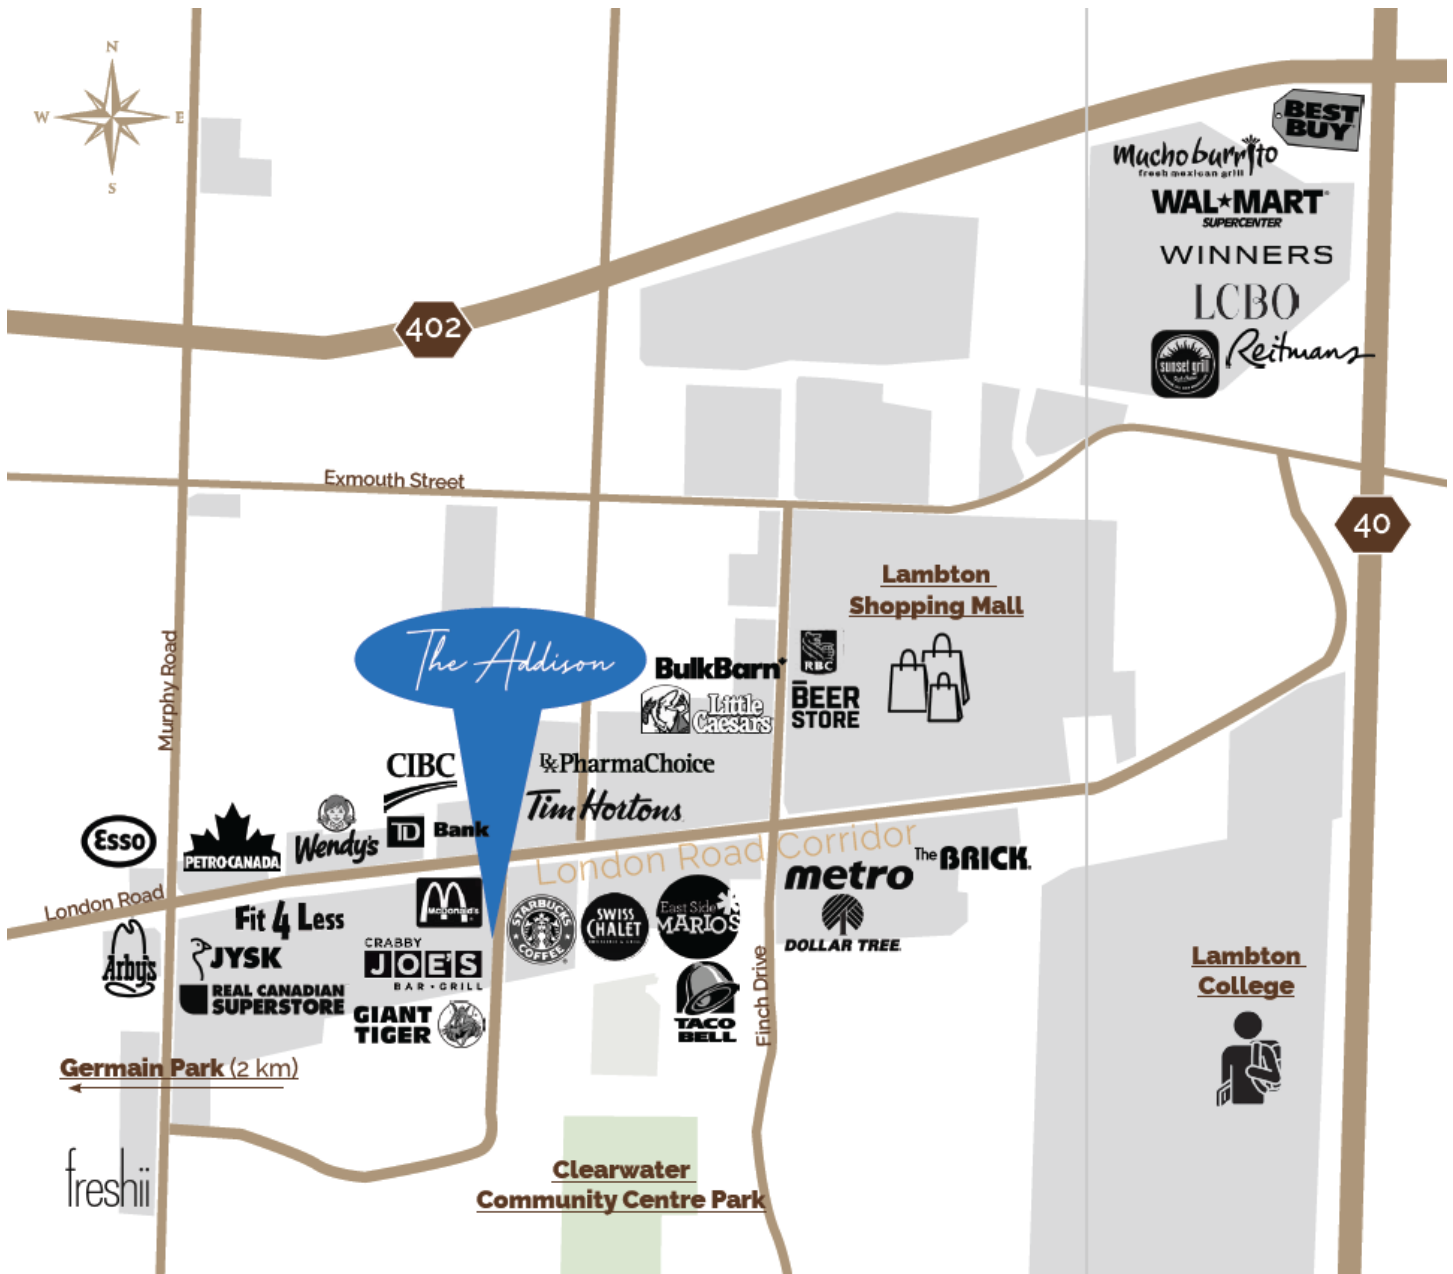 N
W E
S
BEST
BUY
Mucho burrito
fresh mexican grill
WAL★MART
SUPERCENTER
WINNERS
LCBO
sunset grill
Reitmans
402
Exmouth Street
40
Lambton
Shopping Mall
The Addison
BulkBarn
RBC
Little
Caesars
BEER
STORE
Murphy Road
CIBC
RxPharmaChoice
Tim Hortons
Esso
PETRO-CANADA
Wendy's
TD Bank
London Road Corridor
The BRICK.
metro
DOLLAR TREE
London Road
McDonald's
Fit 4 Less
STARBUCKS
COFFEE
SWISS
CHALET
East Side
MARIOS
Arby's
JYSK
CRABBY
JOE'S
BAR • GRILL
REAL CANADIAN
SUPERSTORE
GIANT
TIGER
TACO
BELL
Finch Drive
Lambton
College
Germain Park (2 km)
freshii
Clearwater
Community Centre Park